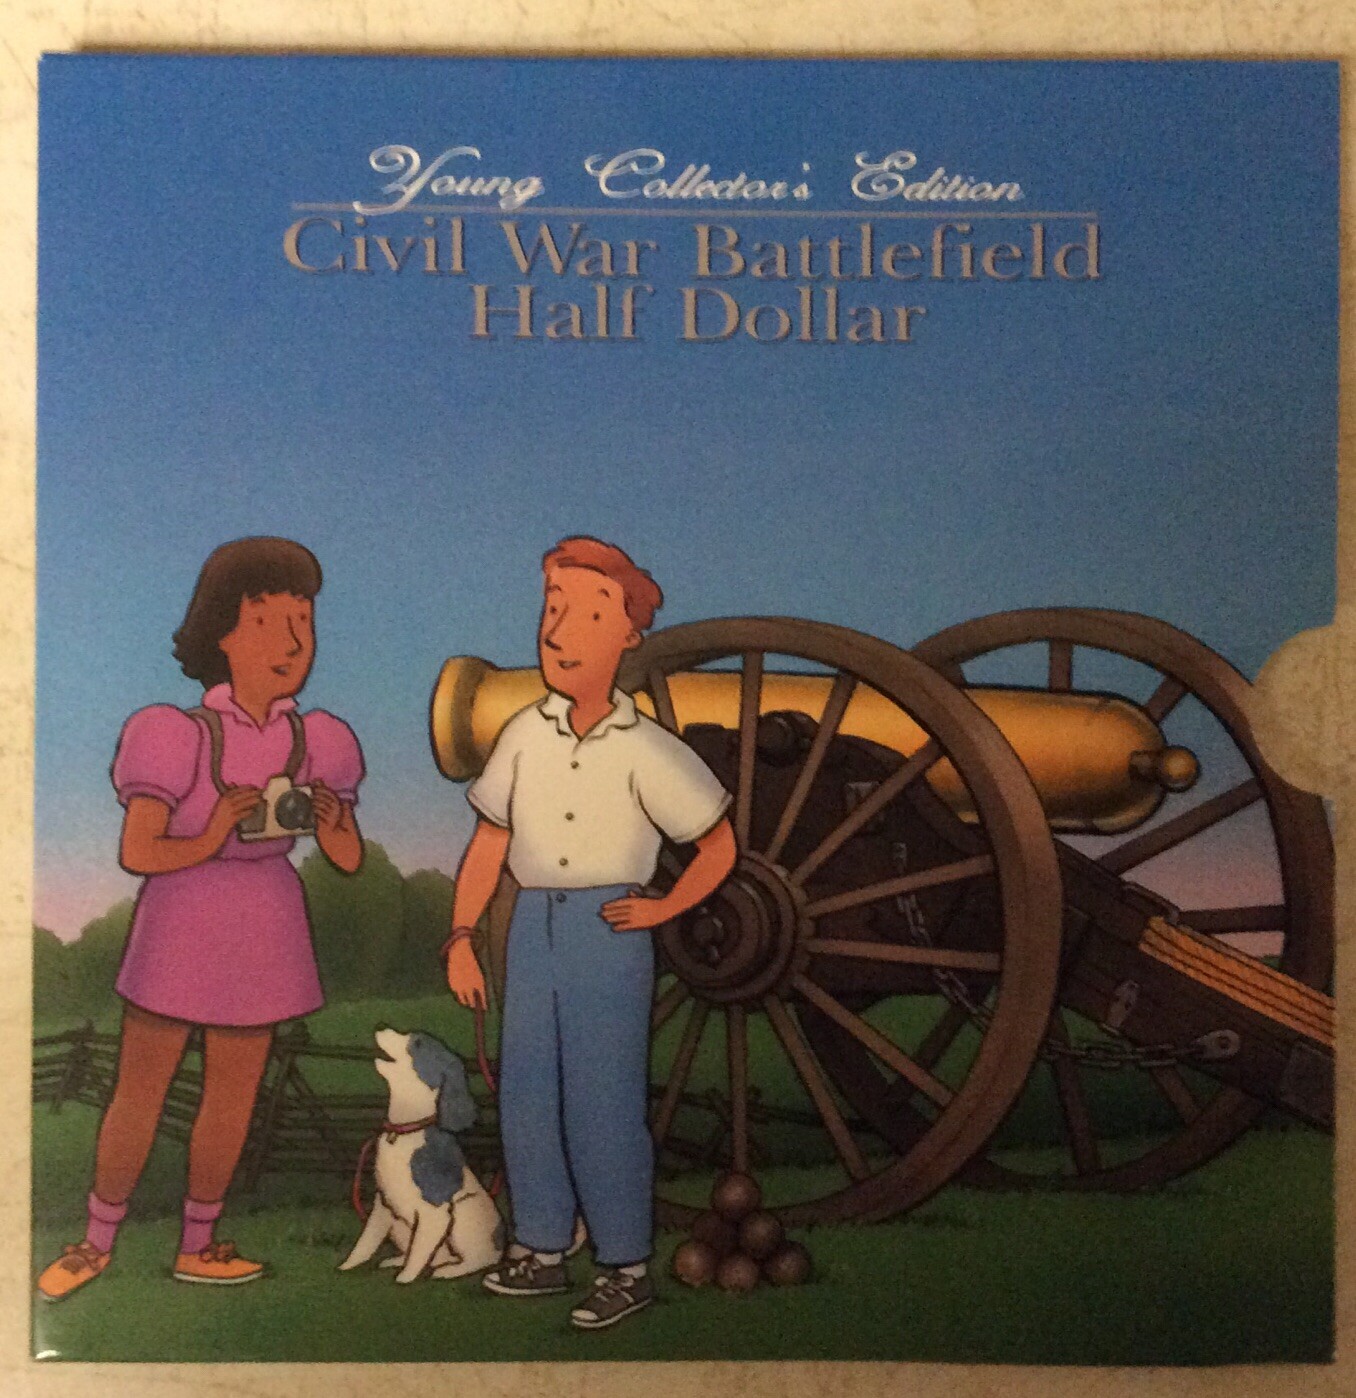 Young Collector's Edition
Civil War Battlefield
Half Dollar